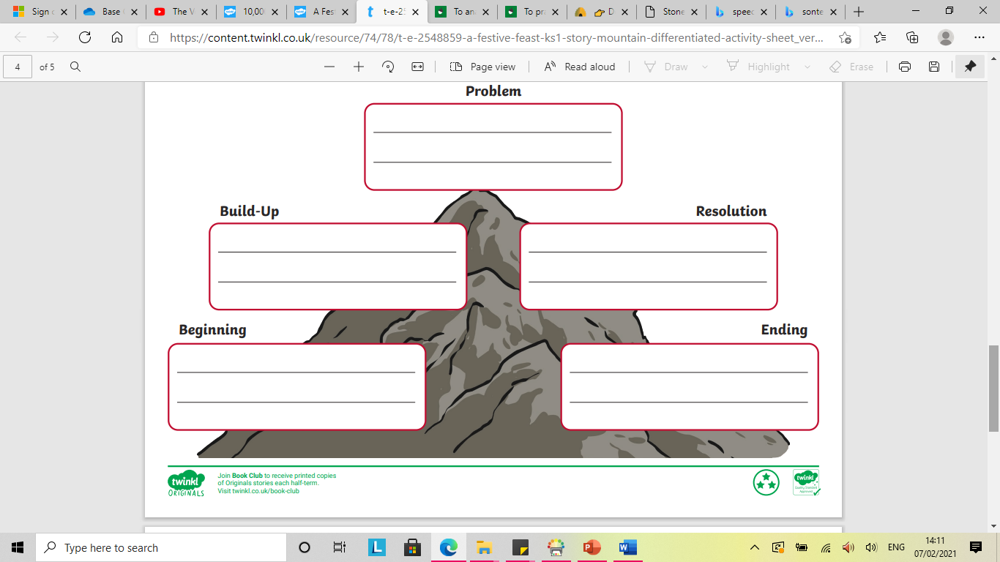 Sign
Base
The V
10,00
A Fes
t-e-25
To an
To pr
D
Stone
speec
sonte
https://content.twinkl.co.uk/resource/74/78/t-e-2548859-a-festive-feast-ks1-story-mountain-differentiated-activity-sheet_ver...
4 of 5
Page view
Read aloud
Draw
Highlight
Erase
Problem
Build-Up
Resolution
Beginning
Ending
twinkl
ORIGINALS
Join Book Club to receive printed copies
of Originals stories each half-term.
Visit twinkl.co.uk/book-club
twinkl
Quality Standard
Approved
Type here to search
L
P
W
ENG
14:11
07/02/2021